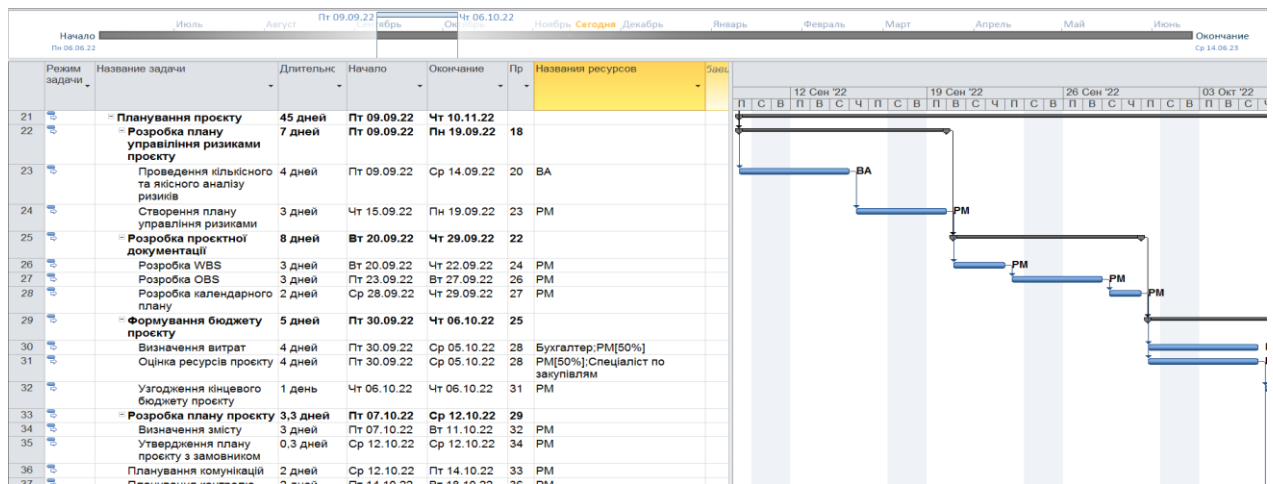 Пт 09.09.22 Чт 06.10.22
Июль Август Сентябрь Октябрь Ноябрь Сегодня Декабрь Январь Февраль Март Апрель Май Июнь
Начало Окончание
Пн 06.06.22 Ср 14.06.23
Режим задачи Название задачи Длительнс Начало Окончание Пр Названия ресурсов
12 Сен '22 19 Сен '22 26 Сен '22 03 Окт '22
П С В П В С Ч П С В П В С Ч П С В П В С Ч П С В П В С Ч
21 Планування проєкту 45 дней Пт 09.09.22 Чт 10.11.22
22 Розробка плану 7 дней Пт 09.09.22 Пн 19.09.22 18
управіління ризиками
проєкту
23 Проведення кількісного 4 дней Пт 09.09.22 Ср 14.09.22 20 BA BA
та якісного аналізу
ризиків
24 Створення плану 3 дней Чт 15.09.22 Пн 19.09.22 23 PM PM
управління ризиками
25 Розробка проєктної 8 дней Вт 20.09.22 Чт 29.09.22 22
документації
26 Розробка WBS 3 дней Вт 20.09.22 Чт 22.09.22 24 PM PM
27 Розробка OBS 3 дней Пт 23.09.22 Вт 27.09.22 26 PM PM
28 Розробка календарного 2 дней Ср 28.09.22 Чт 29.09.22 27 PM PM
плану
29 Формування бюджету 5 дней Пт 30.09.22 Чт 06.10.22 25
проєкту
30 Визначення витрат 4 дней Пт 30.09.22 Ср 05.10.22 28 Бухгалтер;PM[50%]
31 Оцінка ресурсів проєкту 4 дней Пт 30.09.22 Ср 05.10.22 28 PM[50%];Спеціаліст по
закупівлям
32 Узгодження кінцевого 1 день Чт 06.10.22 Чт 06.10.22 31 PM
бюджету проєкту
33 Розробка плану проєкту 3,3 дней Пт 07.10.22 Ср 12.10.22 29
34 Визначення змісту 3 дней Пт 07.10.22 Вт 11.10.22 32 PM
35 Утвердження плану 0,3 дней Ср 12.10.22 Ср 12.10.22 34 PM
проєкту з замовником
36 Планування комунікацій 2 дней Ср 12.10.22 Пт 14.10.22 33 PM